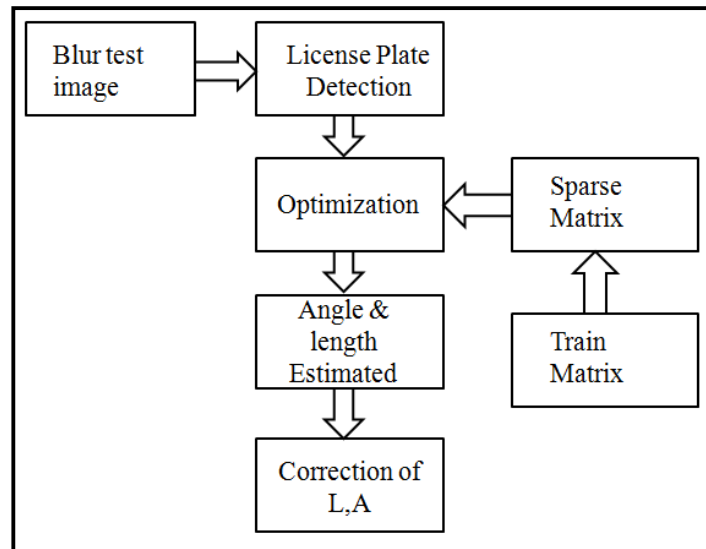 Blur test
image
License Plate
Detection
Optimization
Sparse
Matrix
Angle &
length
Estimated
Train
Matrix
Correction of
L,A